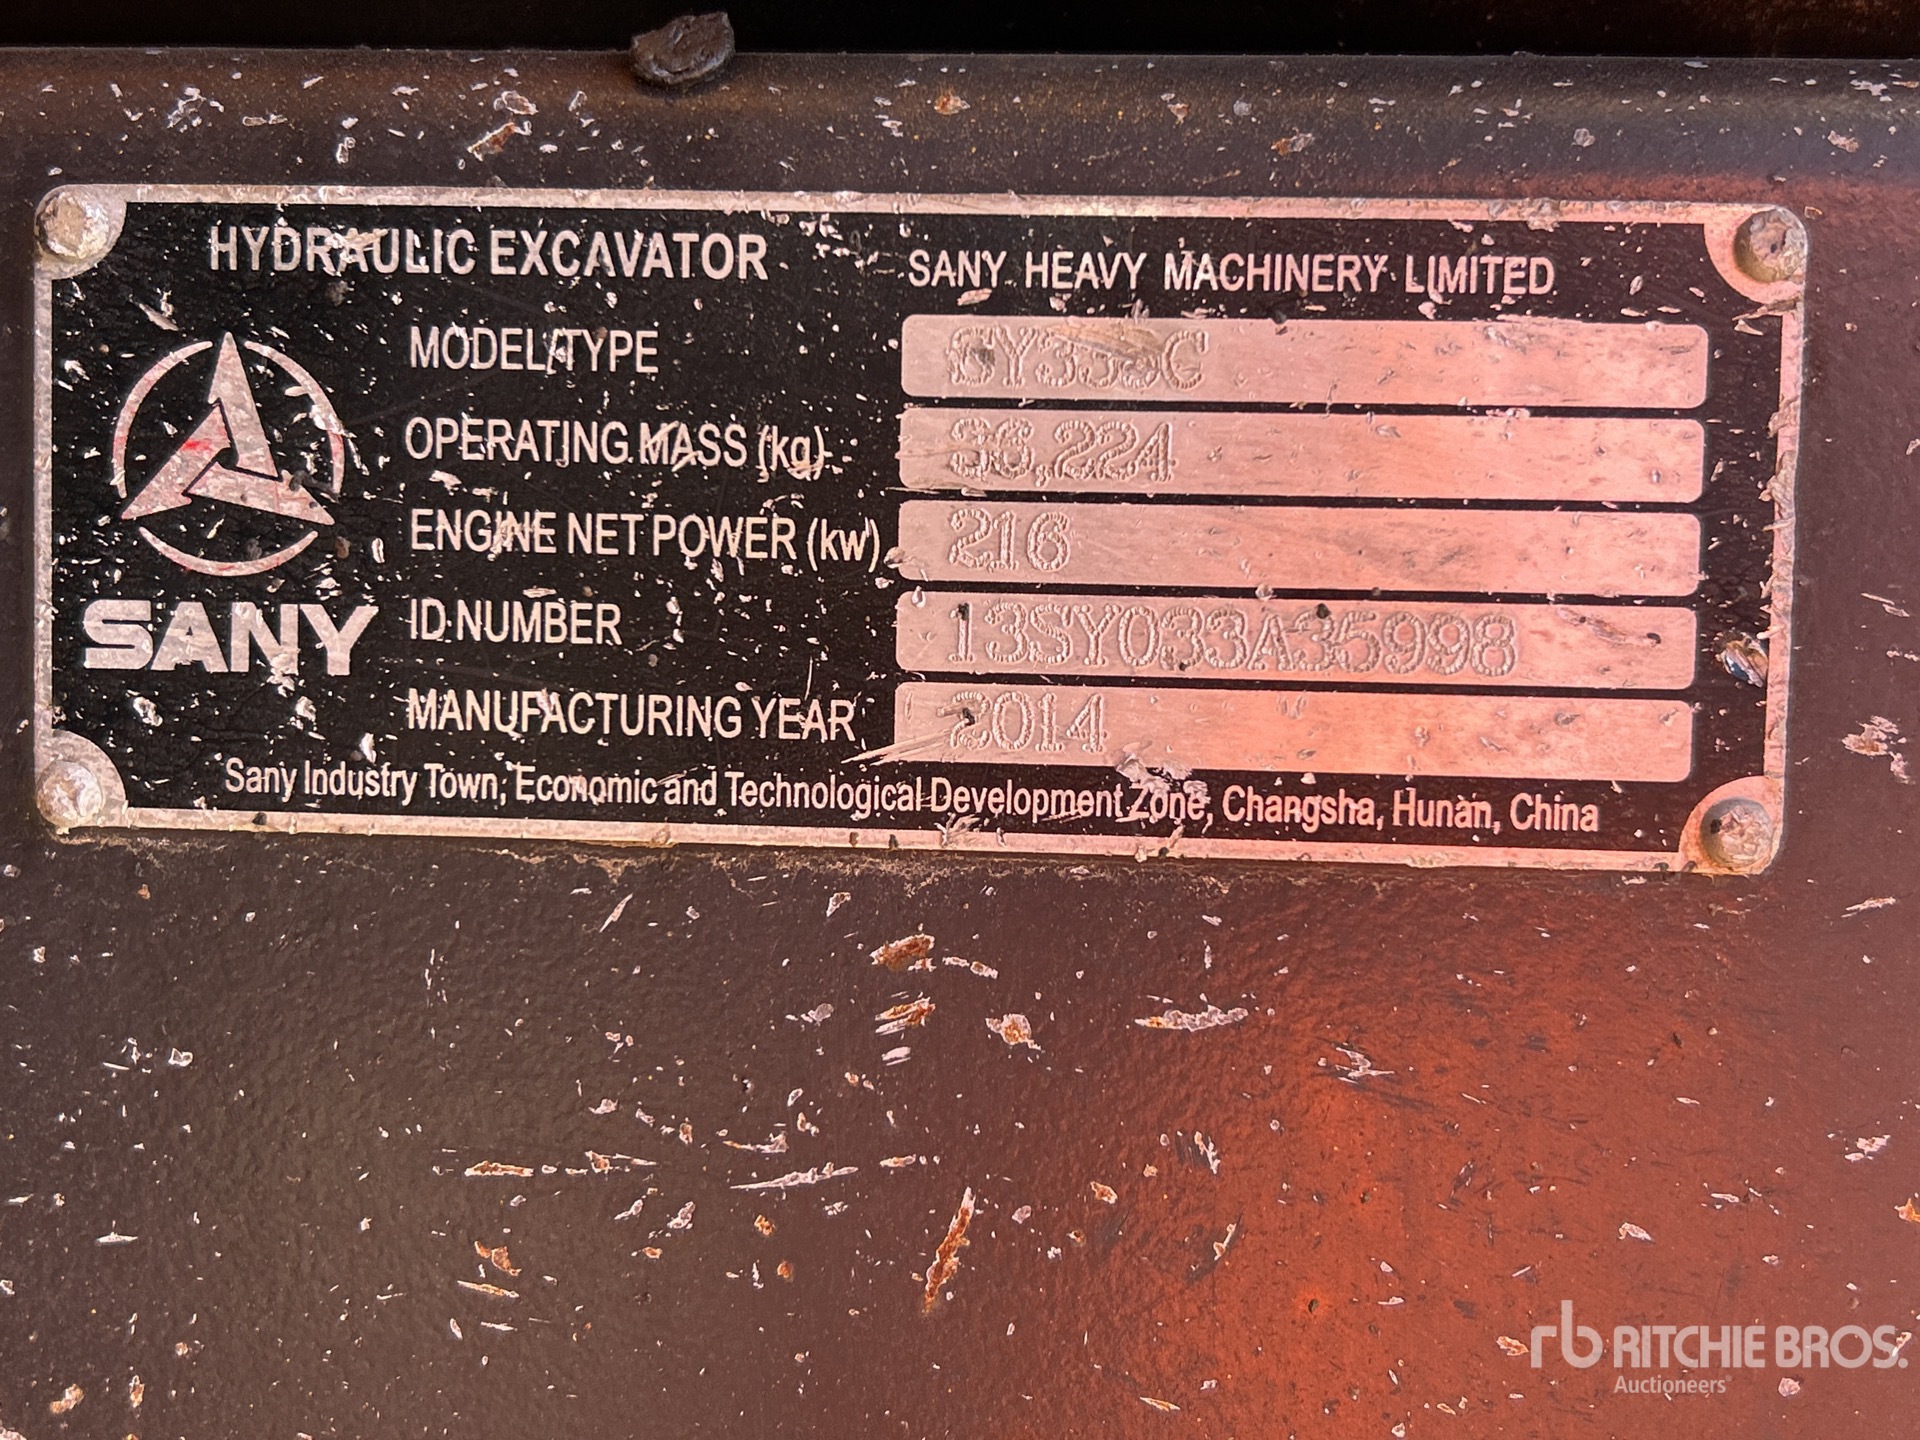 HYDRAULIC EXCAVATOR
SANY HEAVY MACHINERY LIMITED
MODEL/TYPE
OPERATING MASS (kg) 36,224
ENGINE NET POWER (kw) 216
ID NUMBER 13SY033A35998
MANUFACTURING YEAR 2014
SANY
Sany Industry Town, Economic and Technological Development Zone, Changsha, Hunan, China
rb RITCHIE BROS.
Auctioneers